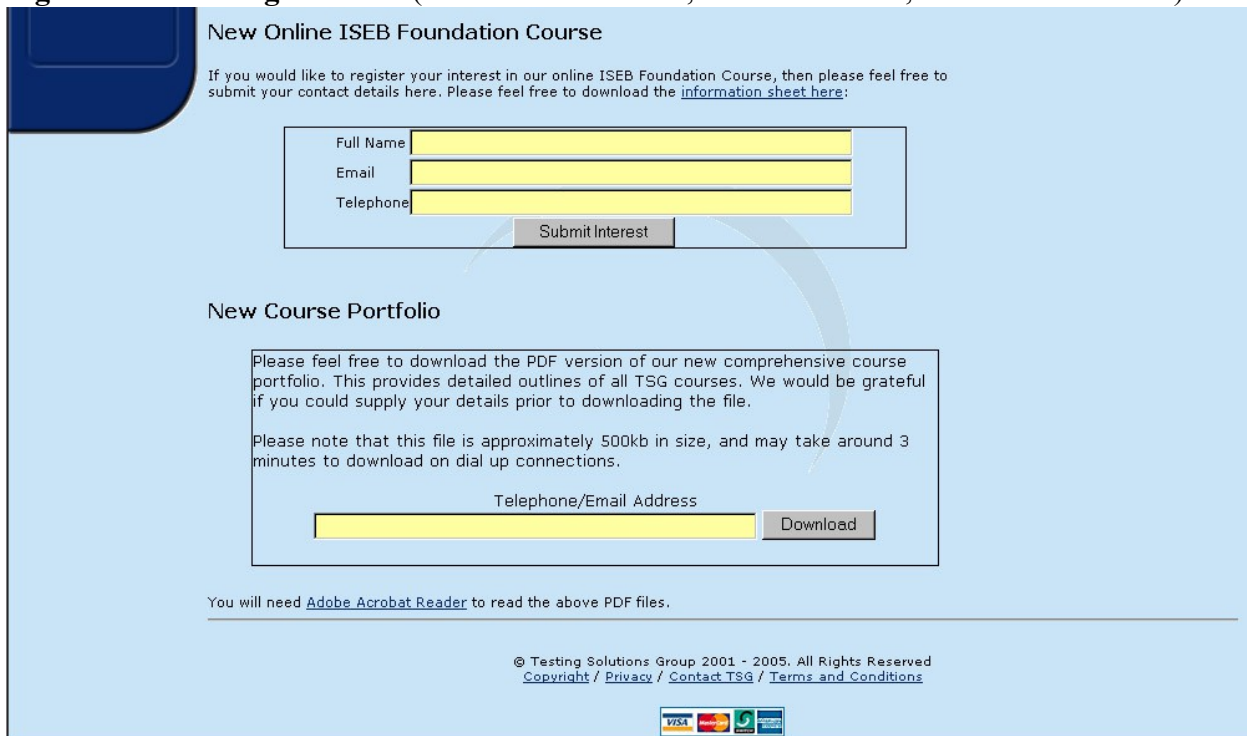 New Online ISEB Foundation Course
If you would like to register your interest in our online ISEB Foundation Course, then please feel free to
submit your contact details here. Please feel free to download the information sheet here:
Full Name
Email
Telephone
Submit Interest
New Course Portfolio
Please feel free to download the PDF version of our new comprehensive course
portfolio. This provides detailed outlines of all TSG courses. We would be grateful
if you could supply your details prior to downloading the file.
Please note that this file is approximately 500kb in size, and may take around 3
minutes to download on dial up connections.
Telephone/Email Address
Download
You will need Adobe Acrobat Reader to read the above PDF files.
© Testing Solutions Group 2001 - 2005. All Rights Reserved
Copyright / Privacy / Contact TSG / Terms and Conditions
VISA MasterCard